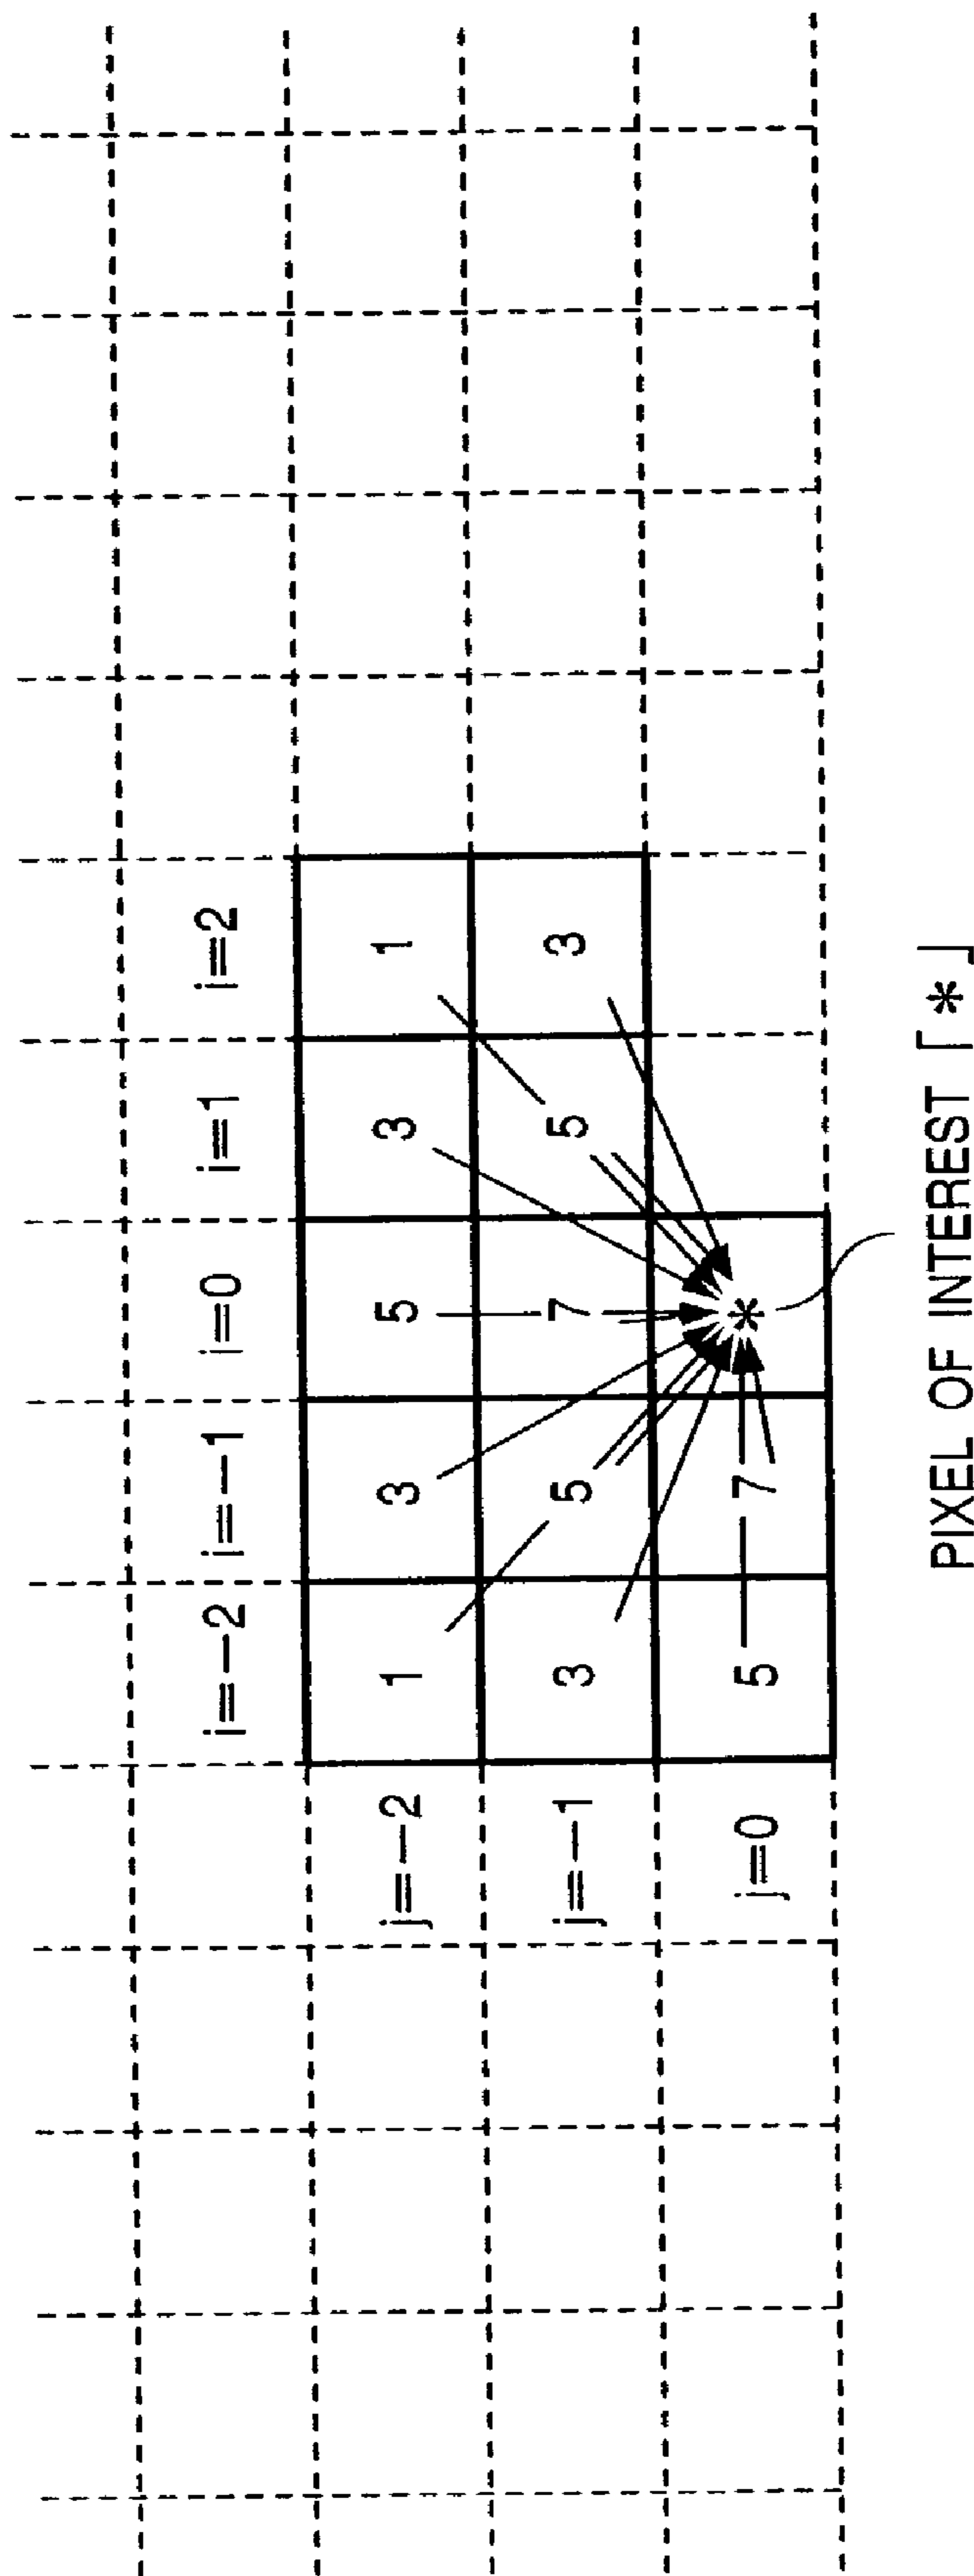 i=−2 i=−1 i=0 i=1 i=2
j=−2 1 3 5 3 1
j=−1 3 5 7 5 3
j=0 5 7 *
PIXEL OF INTEREST「*」